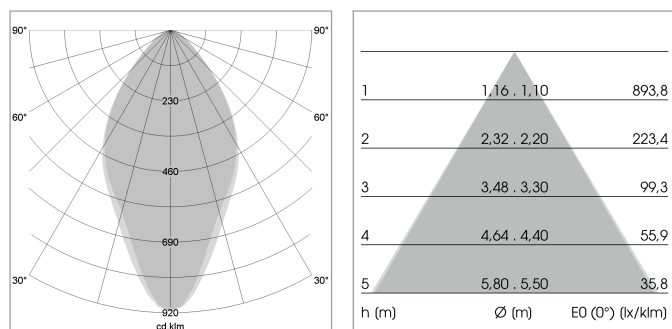 90° 90°
230
60° 60°
460
690
30° 30°
920
cd.klm
1 1,16 . 1,10 893,8
2 2,32 . 2,20 223,4
3 3,48 . 3,30 99,3
4 4,64 . 4,40 55,9
5 5,80 . 5,50 35,8
h (m) Ø (m) E0 (0°) (lx/klm)